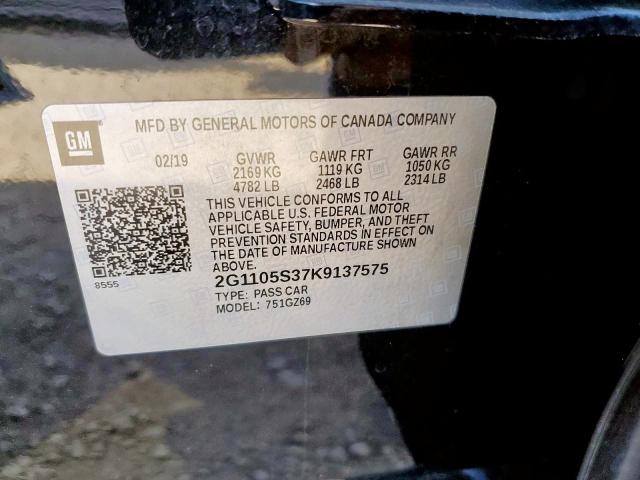 GM
MFD BY GENERAL MOTORS OF CANADA COMPANY
02/19 GVWR GAWR FRT GAWR RR
2169 KG 1119 KG 1050 KG
4782 LB 2468 LB 2314 LB
THIS VEHICLE CONFORMS TO ALL
APPLICABLE U.S. FEDERAL MOTOR
VEHICLE SAFETY, BUMPER, AND THEFT
PREVENTION STANDARDS IN EFFECT ON
THE DATE OF MANUFACTURE SHOWN
ABOVE.
8555
2G1105S37K9137575
TYPE: PASS CAR
MODEL: 751GZ69